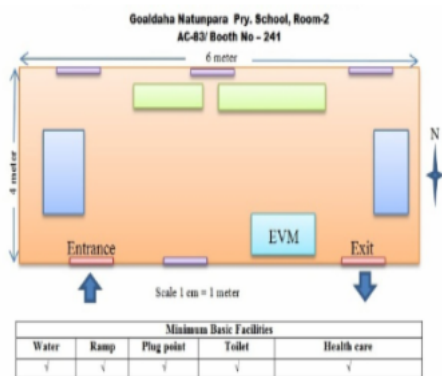 Goaldaha Natunpara Pry. School, Room-2
AC-83/ Booth No – 241
6 meter
4 meter
N
EVM
Entrance
Exit
Scale 1 cm = 1 meter
Minimum Basic Facilities
Water Ramp Plug point Toilet Health care
√ √ √ √ √